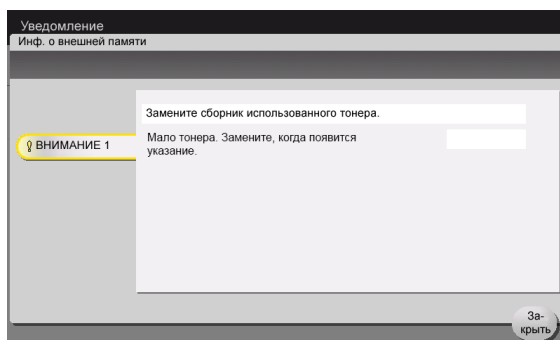 Уведомление
Инф. о внешней памяти
Замените сборник использованного тонера.
ВНИМАНИЕ 1
Мало тонера. Замените, когда появится
указание.
За-
крыть